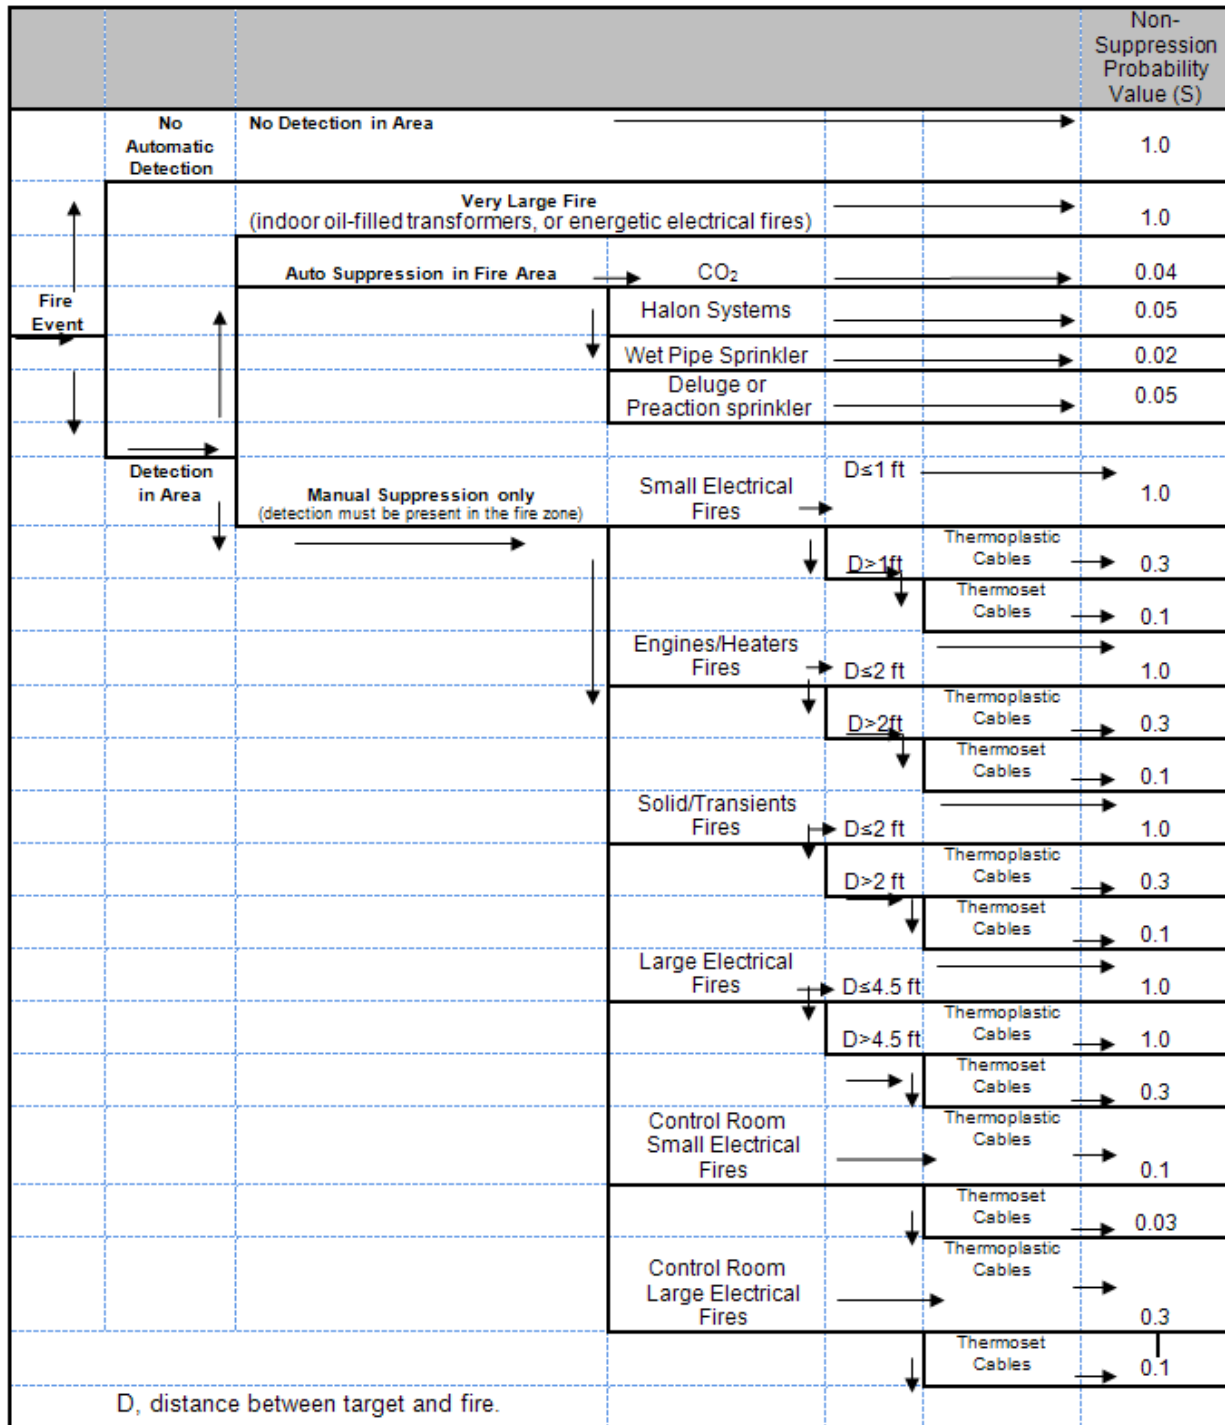 Non-
Suppression
Probability
Value (S)
No
Automatic
Detection
No Detection in Area
1.0
Very Large Fire
(indoor oil-filled transformers, or energetic electrical fires)
1.0
Auto Suppression in Fire Area
CO₂
0.04
Fire
Event
Halon Systems
0.05
Wet Pipe Sprinkler
0.02
Deluge or
Preaction sprinkler
0.05
Detection
in Area
Manual Suppression only
(detection must be present in the fire zone)
Small Electrical
Fires
D≤1 ft
1.0
D>1ft
Thermoplastic
Cables
0.3
Thermoset
Cables
0.1
Engines/Heaters
Fires
D≤2 ft
1.0
D>2ft
Thermoplastic
Cables
0.3
Thermoset
Cables
0.1
Solid/Transients
Fires
D≤2 ft
1.0
D>2 ft
Thermoplastic
Cables
0.3
Thermoset
Cables
0.1
Large Electrical
Fires
D≤4.5 ft
1.0
D>4.5 ft
Thermoplastic
Cables
1.0
Thermoset
Cables
0.3
Control Room
Small Electrical
Fires
Thermoplastic
Cables
0.1
Thermoset
Cables
0.03
Control Room
Large Electrical
Fires
Thermoplastic
Cables
0.3
Thermoset
Cables
0.1
D, distance between target and fire.